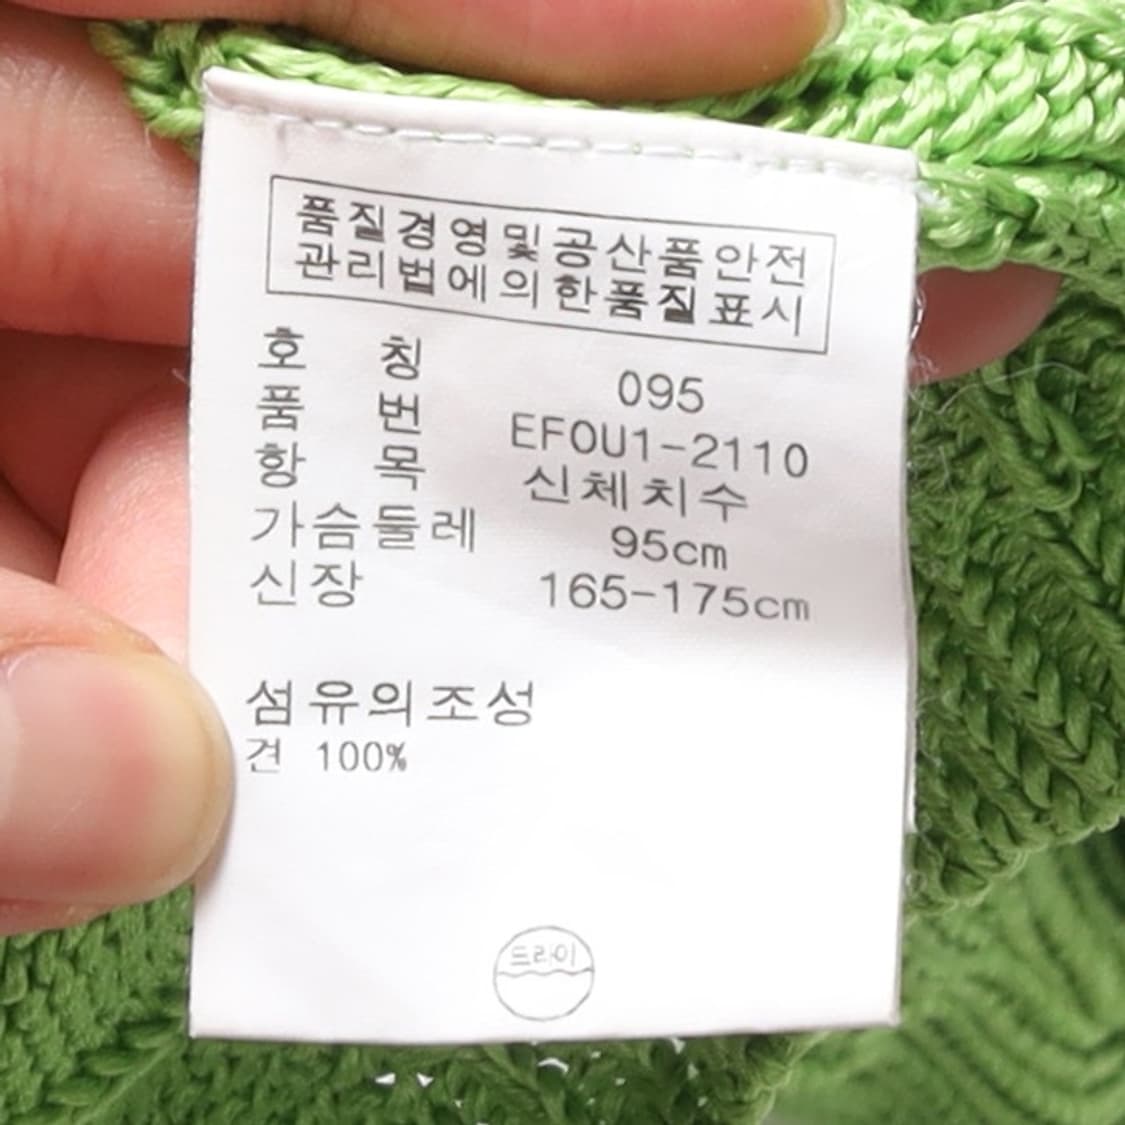 품질경영및공산품안전
관리법에의한품질표시
호 칭 095
품 번 EFOU1-2110
항 목 신체치수
가슴둘레 95cm
신장 165-175cm
섬유의조성
견 100%
드라이